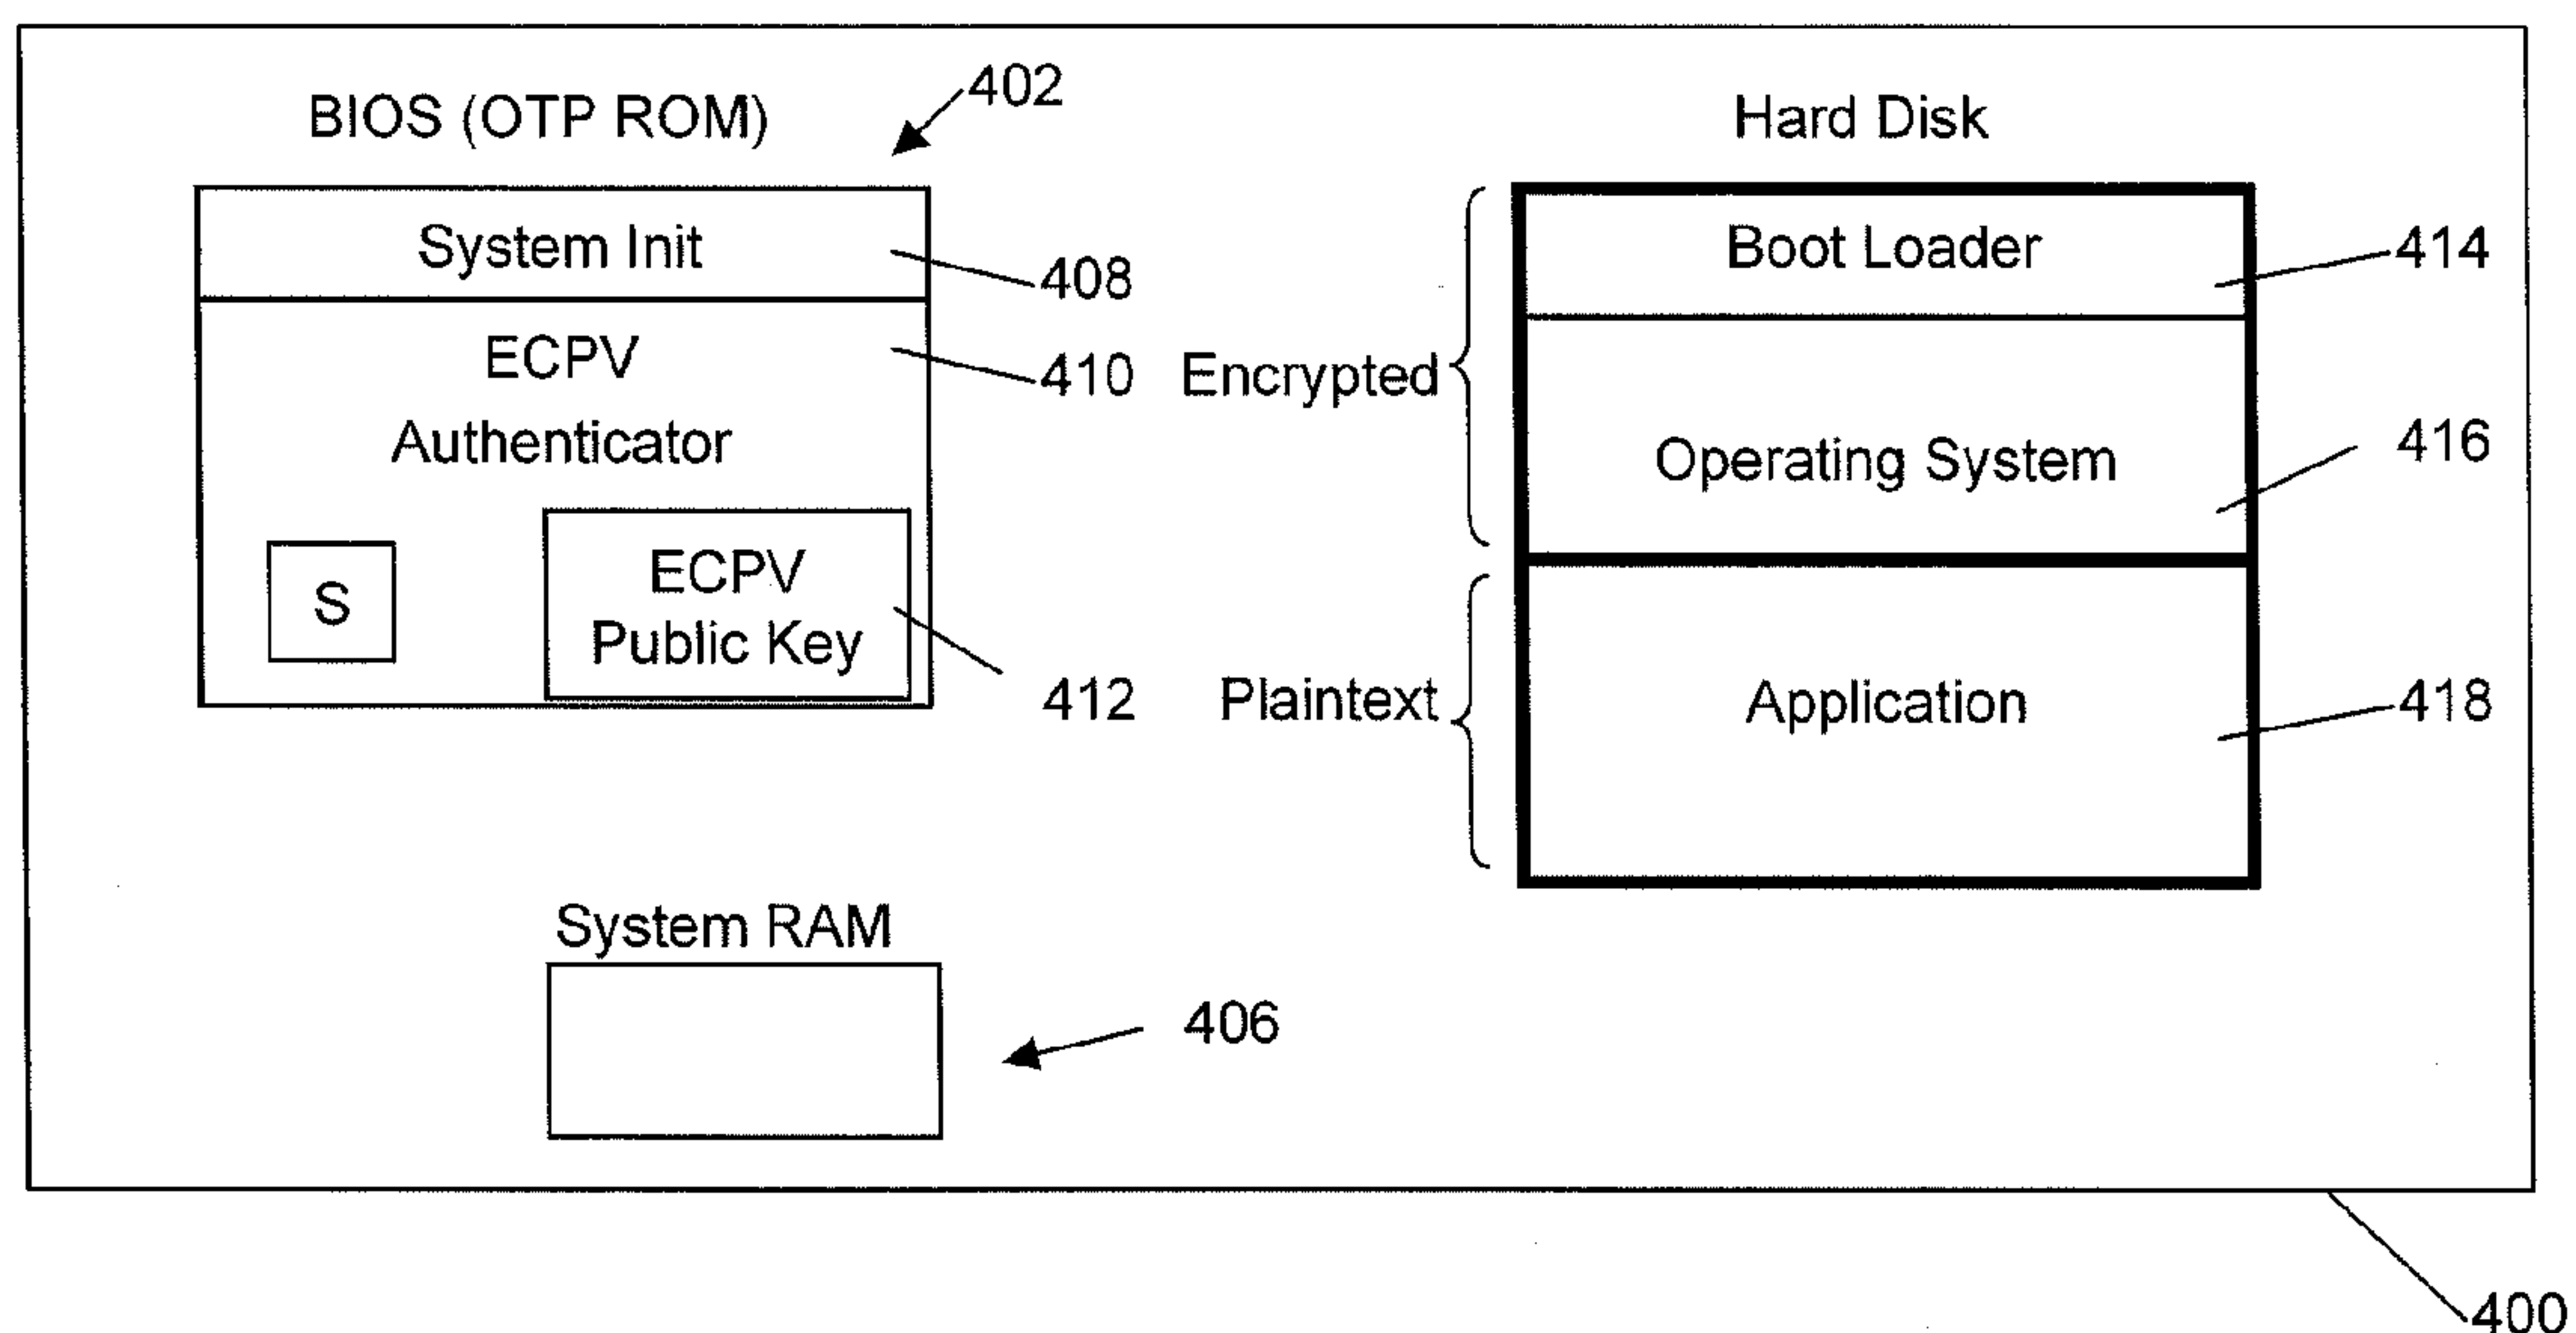 BIOS (OTP ROM)
402
System Init
408
ECPV
410
Authenticator
S
ECPV
Public Key
412
System RAM
406
Hard Disk
Boot Loader
414
Encrypted
Operating System
416
Plaintext
Application
418
400